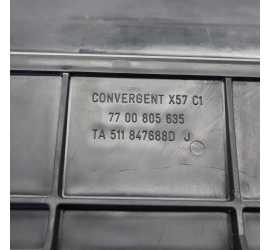 CONVERGENT X57 C1
77 00 805 635
TA 511 847688D J